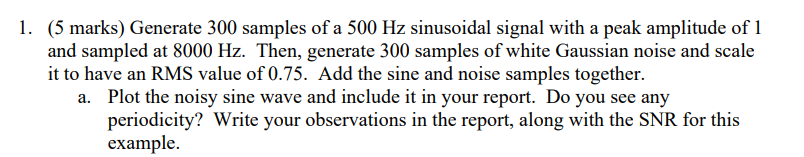 1. (5 marks) Generate 300 samples of a 500 Hz sinusoidal signal with a peak amplitude of 1
and sampled at 8000 Hz. Then, generate 300 samples of white Gaussian noise and scale
it to have an RMS value of 0.75. Add the sine and noise samples together.
a. Plot the noisy sine wave and include it in your report. Do you see any
periodicity? Write your observations in the report, along with the SNR for this
example.